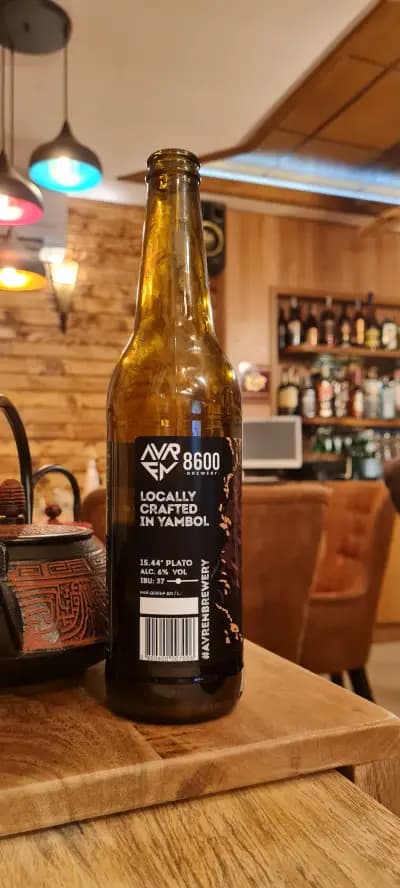 AVR
EN
8600
BREWERY
LOCALLY
CRAFTED
IN YAMBOL
15.44° PLATO
ALC. 6% VOL
IBU: 37
#AVRENBREWERY